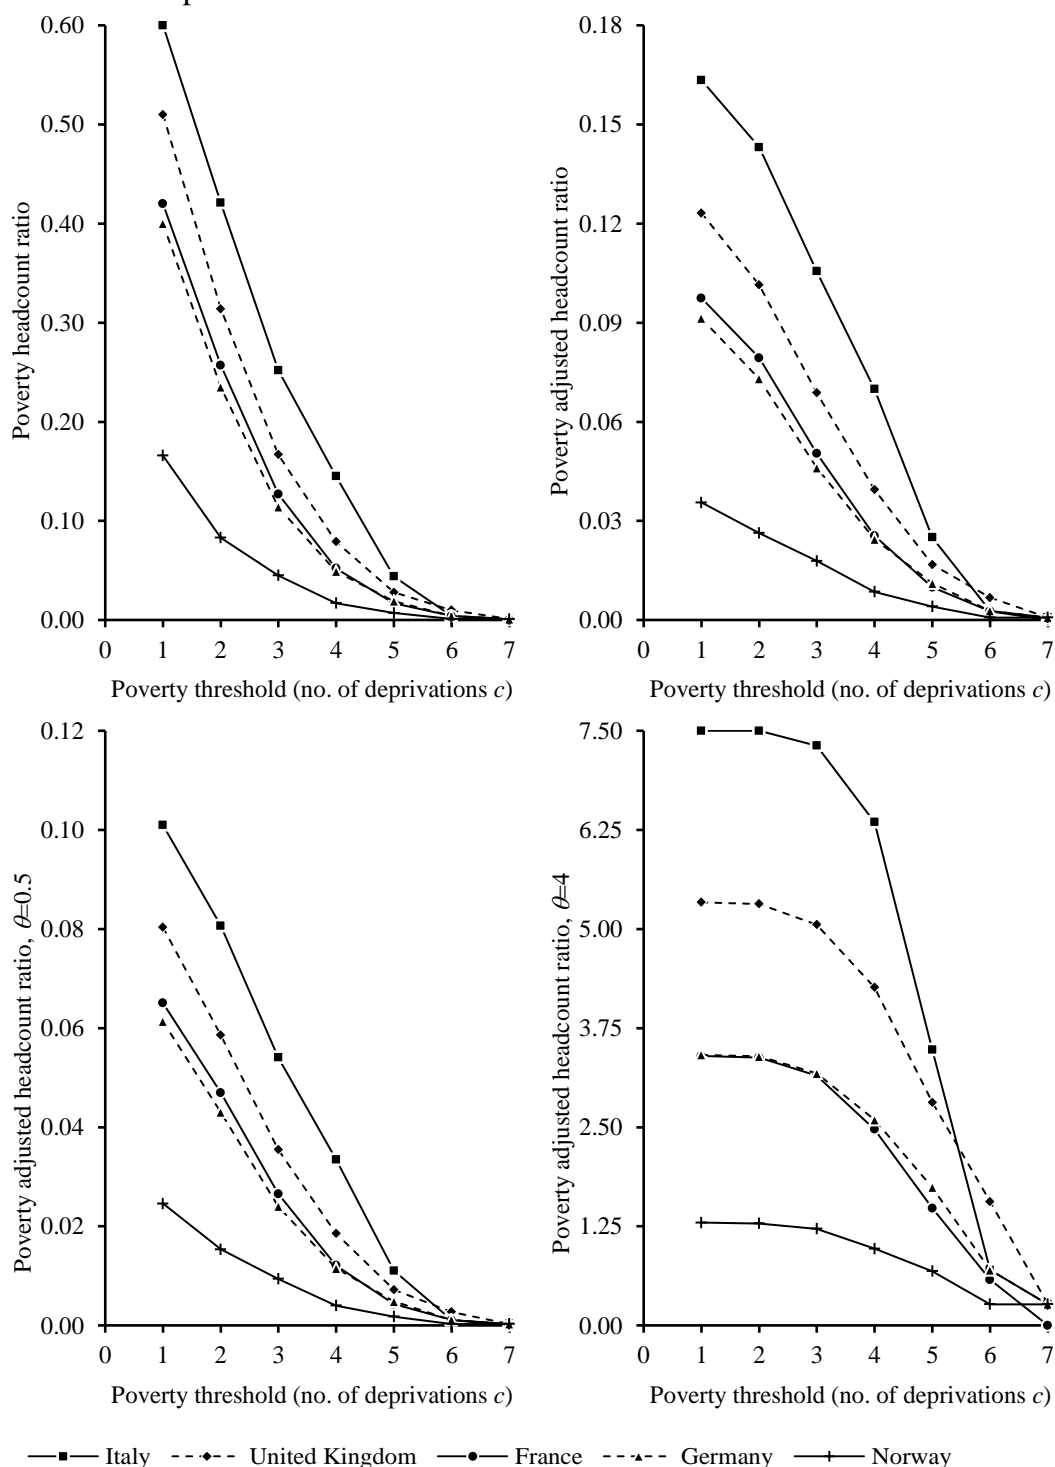 0.60
0.50
0.40
0.30
0.20
0.10
0.00
Poverty headcount ratio
0 1 2 3 4 5 6 7
Poverty threshold (no. of deprivations c)
0.18
0.15
0.12
0.09
0.06
0.03
0.00
Poverty adjusted headcount ratio
0 1 2 3 4 5 6 7
Poverty threshold (no. of deprivations c)
0.12
0.10
0.08
0.06
0.04
0.02
0.00
Poverty adjusted headcount ratio, θ=0.5
0 1 2 3 4 5 6 7
Poverty threshold (no. of deprivations c)
7.50
6.25
5.00
3.75
2.50
1.25
0.00
Poverty adjusted headcount ratio, θ=4
0 1 2 3 4 5 6 7
Poverty threshold (no. of deprivations c)
Italy United Kingdom France Germany Norway